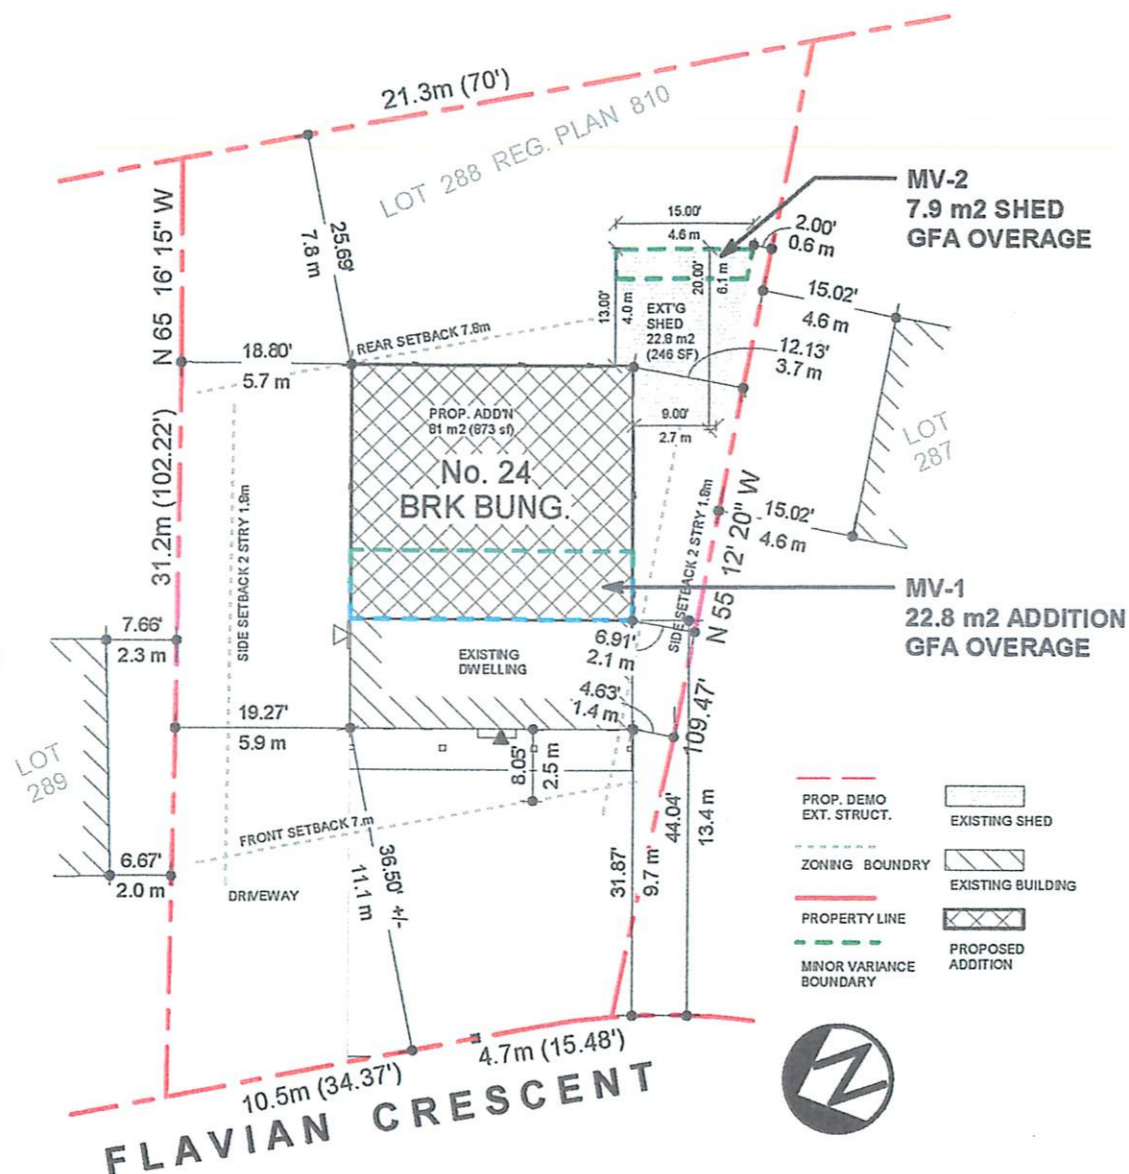 21.3m (70')
LOT 288 REG. PLAN 810
MV-2
7.9 m2 SHED
GFA OVERAGE
N 65 16' 15" W
25.69'
7.8 m
15.00'
4.6 m
2.00'
0.6 m
13.00'
4.0 m
20.00'
6.1 m
EXT'G
SHED
22.8 m2
(246 SF)
15.02'
4.6 m
12.13'
3.7 m
REAR SETBACK 7.8m
18.80'
5.7 m
9.00'
2.7 m
LOT
287
PROP. ADD'N
81 m2 (873 sf)
No. 24
BRK BUNG.
31.2m (102.22')
SIDE SETBACK 2 STRY 1.8m
SIDE SETBACK 2 STRY 1.8m
N 55 12' 20" W
15.02'
4.6 m
MV-1
22.8 m2 ADDITION
GFA OVERAGE
7.66'
2.3 m
6.91'
2.1 m
EXISTING
DWELLING
4.63'
1.4 m
109.47'
19.27'
5.9 m
8.05'
2.5 m
LOT
289
FRONT SETBACK 7.m
36.50' +/-
11.1 m
31.87'
9.7 m'
44.04'
13.4 m
6.67'
2.0 m
DRIVEWAY
PROP. DEMO
EXT. STRUCT.
EXISTING SHED
ZONING BOUNDRY
EXISTING BUILDING
PROPERTY LINE
PROPOSED
ADDITION
MINOR VARIANCE
BOUNDARY
N
10.5m (34.37')
4.7m (15.48')
FLAVIAN CRESCENT